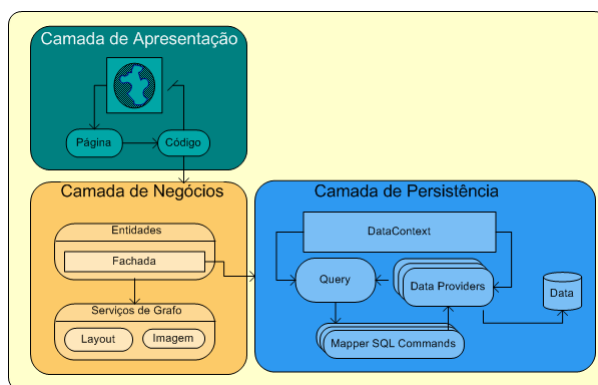 Camada de Apresentação
Página
Código
Camada de Negócios
Entidades
Fachada
Serviços de Grafo
Layout
Imagem
Camada de Persistência
DataContext
Query
Data Providers
Data
Mapper SQL Commands